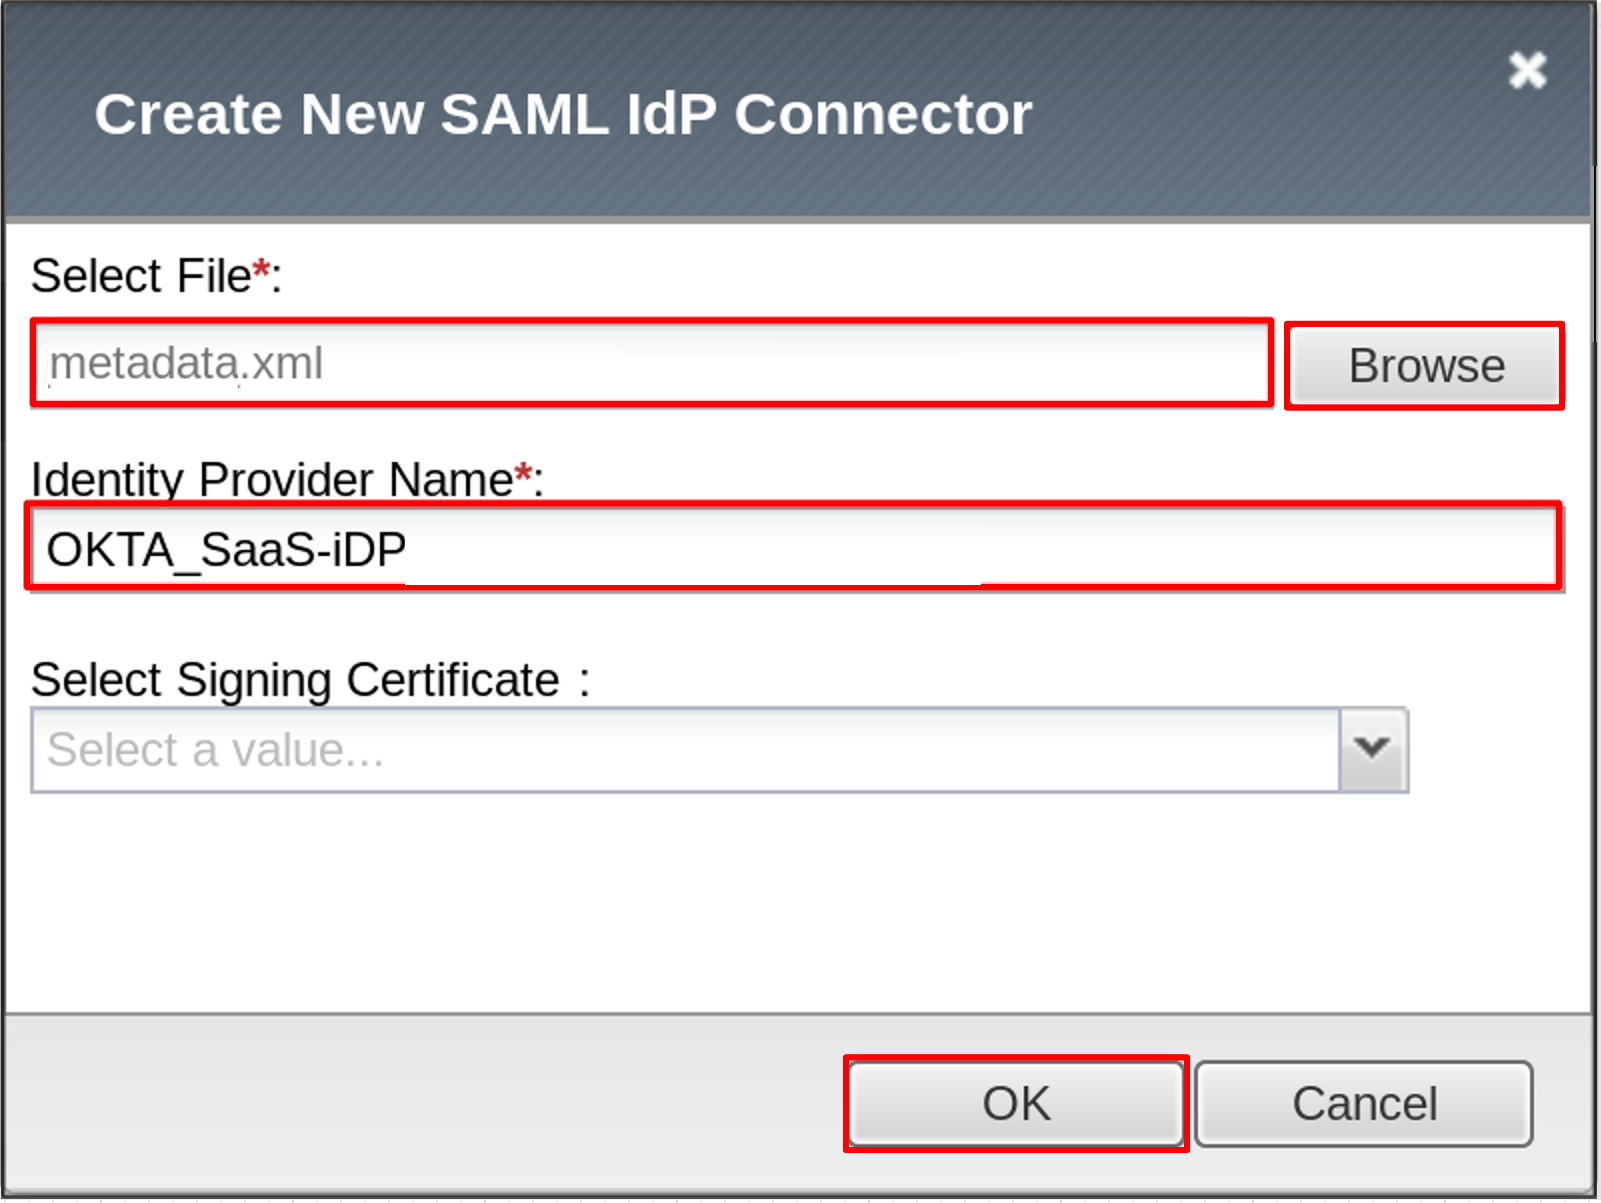 Create New SAML IdP Connector
Select File*:
metadata.xml
Browse
Identity Provider Name*:
OKTA_SaaS-iDP
Select Signing Certificate :
Select a value...
OK
Cancel